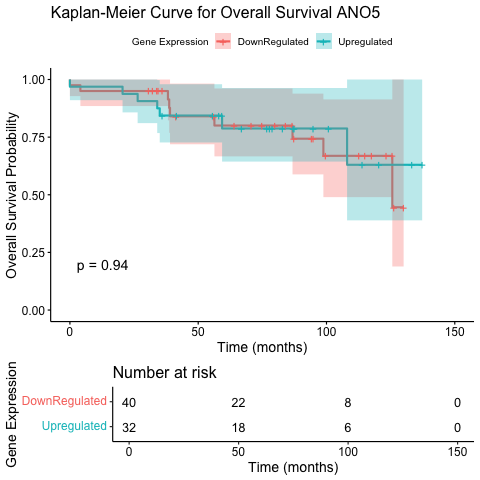 Kaplan-Meier Curve for Overall Survival ANO5
Gene Expression DownRegulated Upregulated
Overall Survival Probability
1.00
0.75
0.50
0.25
0.00
p = 0.94
0 50 100 150
Time (months)
Number at risk
Gene Expression
DownRegulated 40 22 8 0
Upregulated 32 18 6 0
0 50 100 150
Time (months)